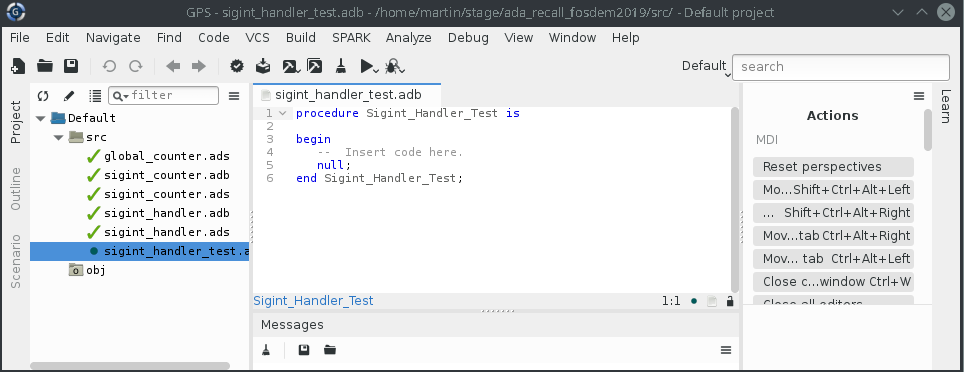 GPS - sigint_handler_test.adb - /home/martin/stage/ada_recall_fosdem2019/src/ - Default project
File Edit Navigate Find Code VCS Build SPARK Analyze Debug View Window Help
Default
search
Project
Outline
Scenario
filter
Default
src
global_counter.ads
sigint_counter.adb
sigint_counter.ads
sigint_handler.adb
sigint_handler.ads
sigint_handler_test.a
obj
sigint_handler_test.adb
1 procedure Sigint_Handler_Test is
2
3 begin
4 -- Insert code here.
5 null;
6 end Sigint_Handler_Test;
Sigint_Handler_Test
1:1
Messages
Actions
MDI
Reset perspectives
Mo...Shift+Ctrl+Alt+Left
... Shift+Ctrl+Alt+Right
Mov...tab Ctrl+Alt+Right
Mov... tab Ctrl+Alt+Left
Close c...window Ctrl+W
Close all editors
Learn